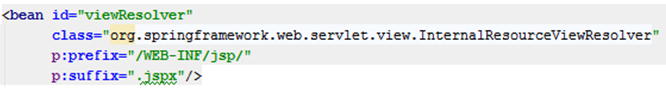 <bean id="viewResolver"
class="org.springframework.web.servlet.view.InternalResourceViewResolver"
p:prefix="/WEB-INF/jsp/"
p:suffix=".jspx"/>